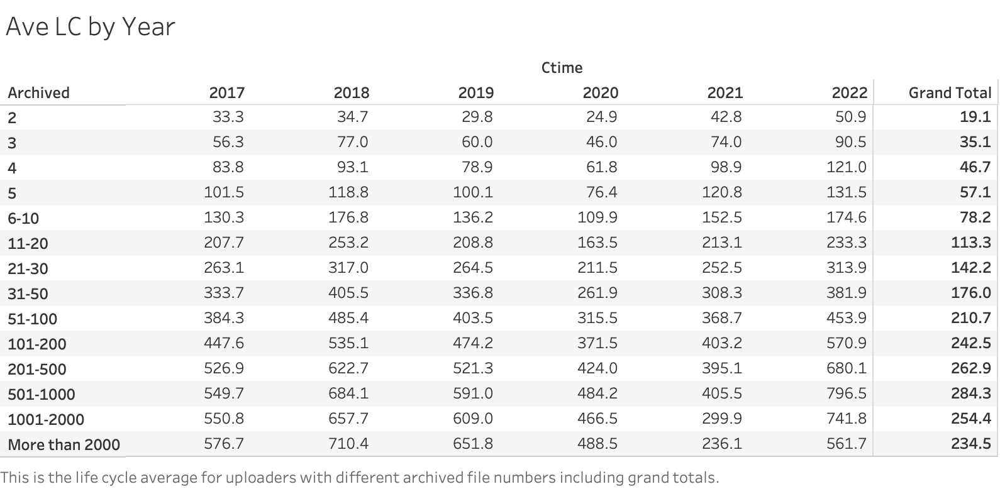 Ave LC by Year
Ctime
Archived 2017 2018 2019 2020 2021 2022 Grand Total
2 33.3 34.7 29.8 24.9 42.8 50.9 19.1
3 56.3 77.0 60.0 46.0 74.0 90.5 35.1
4 83.8 93.1 78.9 61.8 98.9 121.0 46.7
5 101.5 118.8 100.1 76.4 120.8 131.5 57.1
6-10 130.3 176.8 136.2 109.9 152.5 174.6 78.2
11-20 207.7 253.2 208.8 163.5 213.1 233.3 113.3
21-30 263.1 317.0 264.5 211.5 252.5 313.9 142.2
31-50 333.7 405.5 336.8 261.9 308.3 381.9 176.0
51-100 384.3 485.4 403.5 315.5 368.7 453.9 210.7
101-200 447.6 535.1 474.2 371.5 403.2 570.9 242.5
201-500 526.9 622.7 521.3 424.0 395.1 680.1 262.9
501-1000 549.7 684.1 591.0 484.2 405.5 796.5 284.3
1001-2000 550.8 657.7 609.0 466.5 299.9 741.8 254.4
More than 2000 576.7 710.4 651.8 488.5 236.1 561.7 234.5
This is the life cycle average for uploaders with different archived file numbers including grand totals.